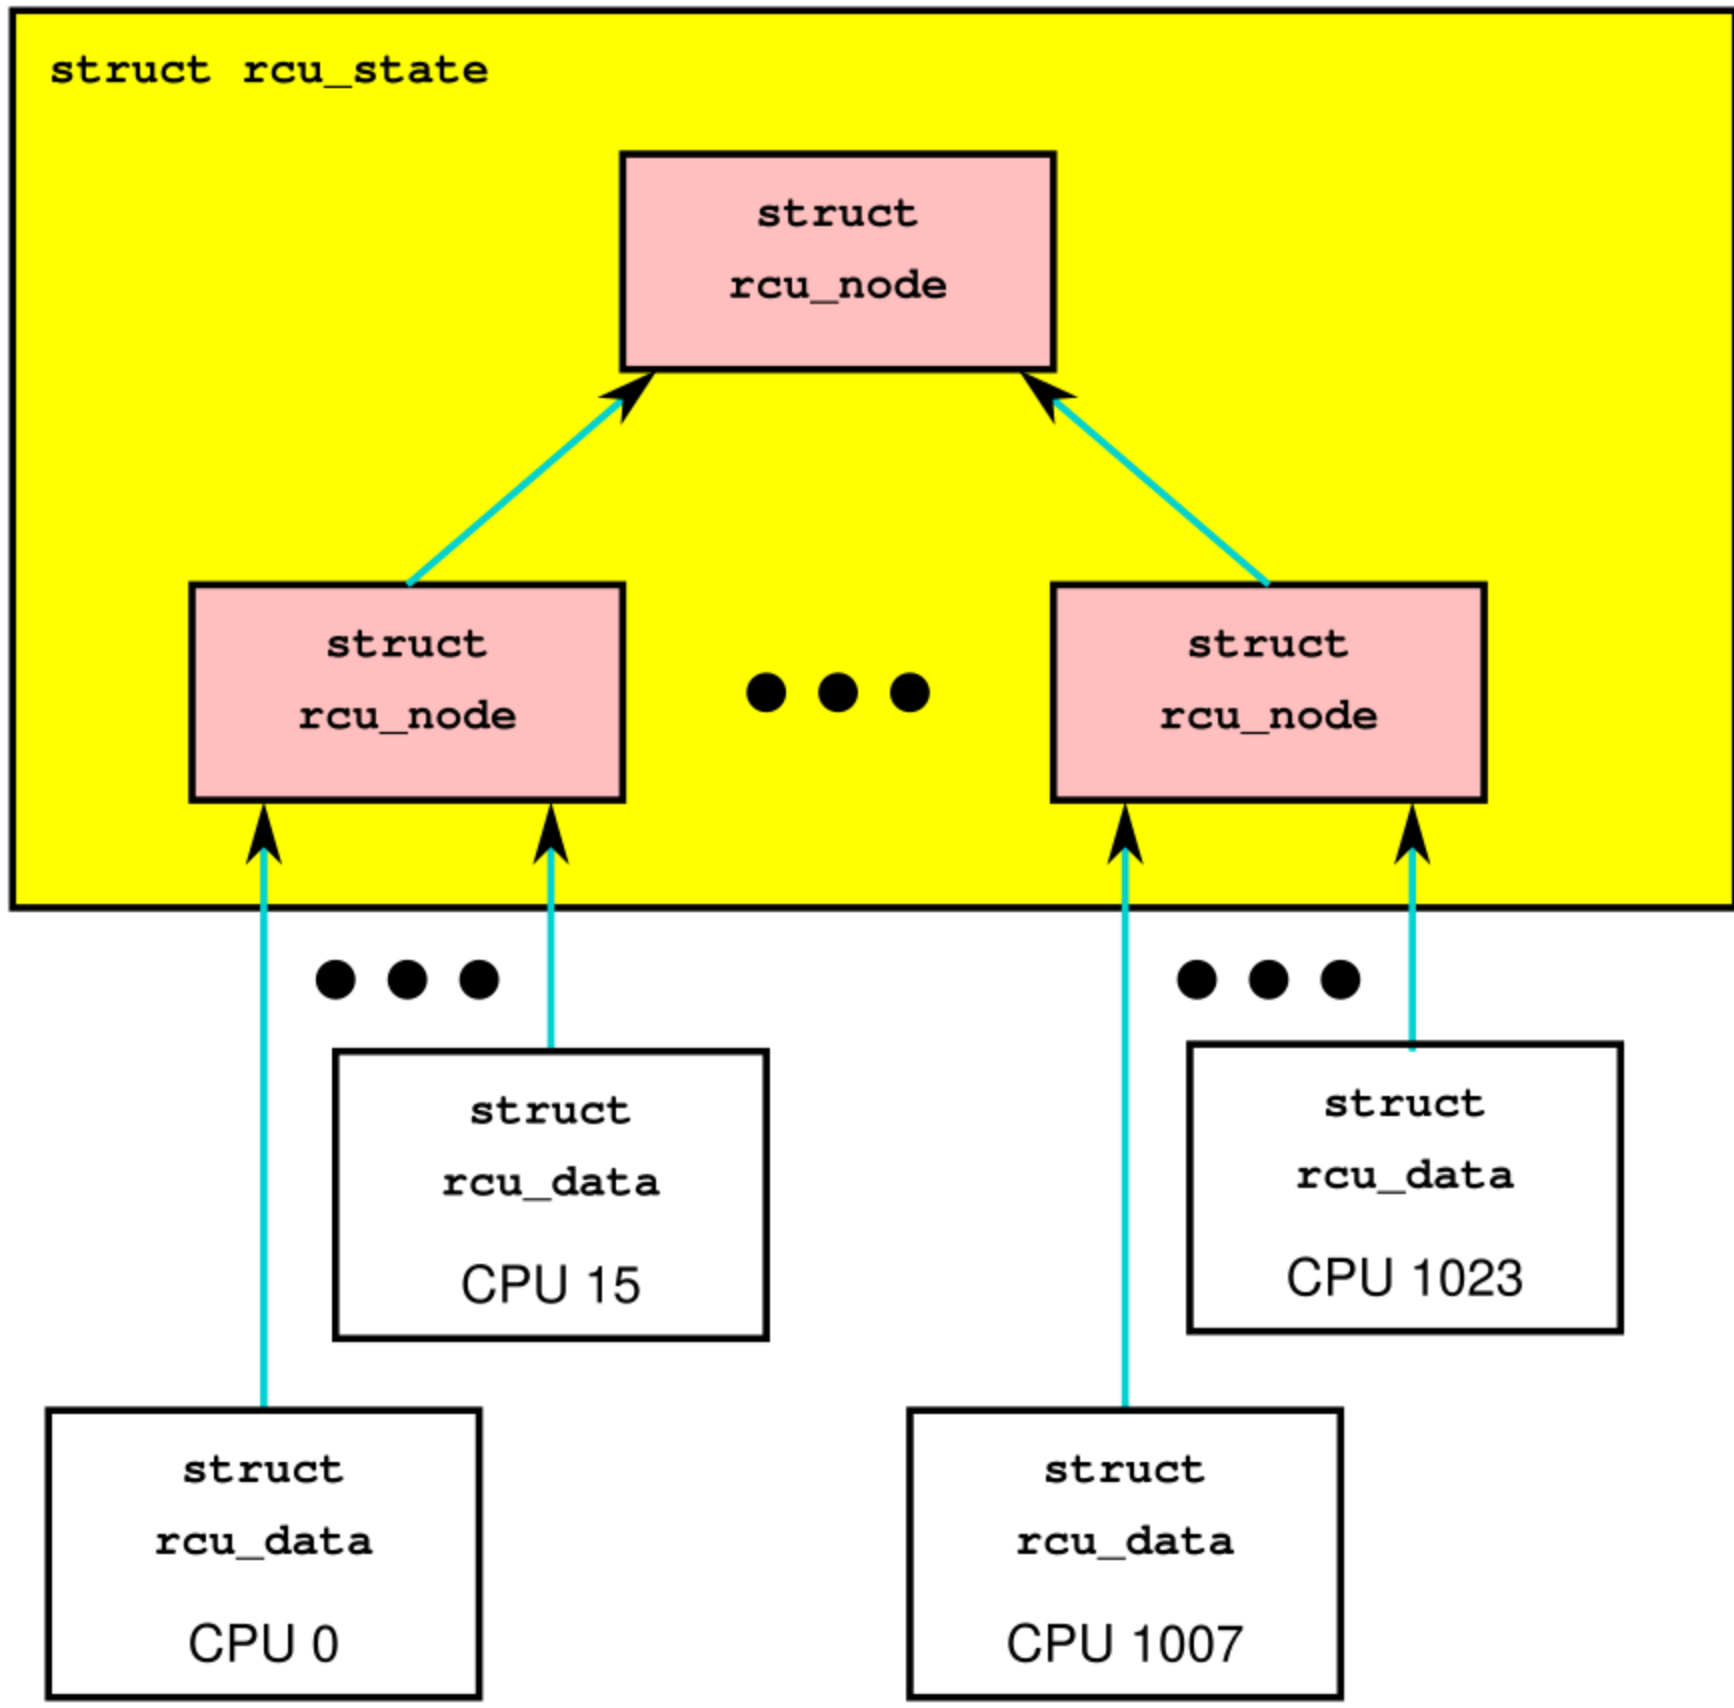 struct rcu_state
struct
rcu_node
struct
rcu_node
struct
rcu_node
struct
rcu_data
CPU 15
struct
rcu_data
CPU 1023
struct
rcu_data
CPU 0
struct
rcu_data
CPU 1007